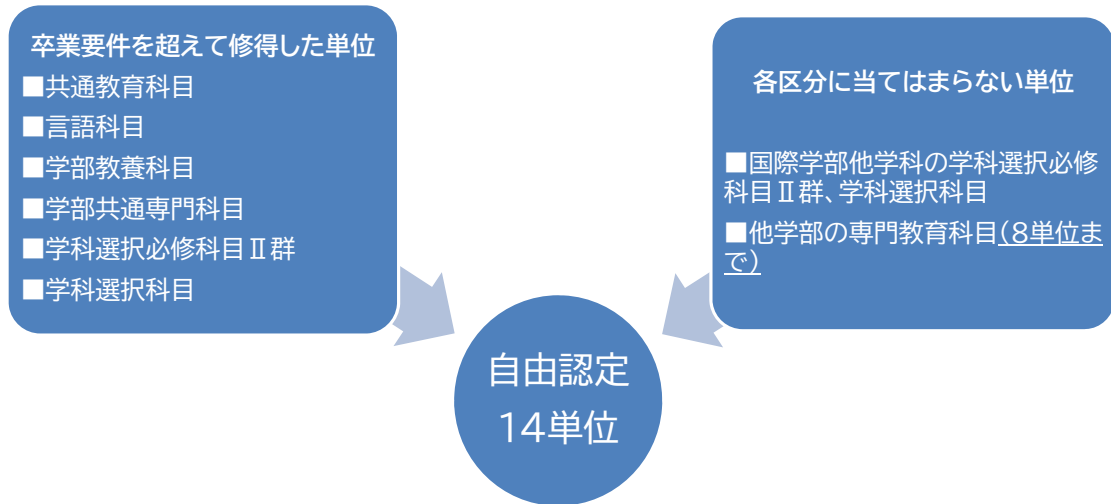 卒業要件を超えて修得した単位
■共通教育科目
■言語科目
■学部教養科目
■学部共通専門科目
■学科選択必修科目Ⅱ群
■学科選択科目
各区分に当てはまらない単位
■国際学部他学科の学科選択必修
科目Ⅱ群、学科選択科目
■他学部の専門教育科目(8単位ま
で)
自由認定
14単位